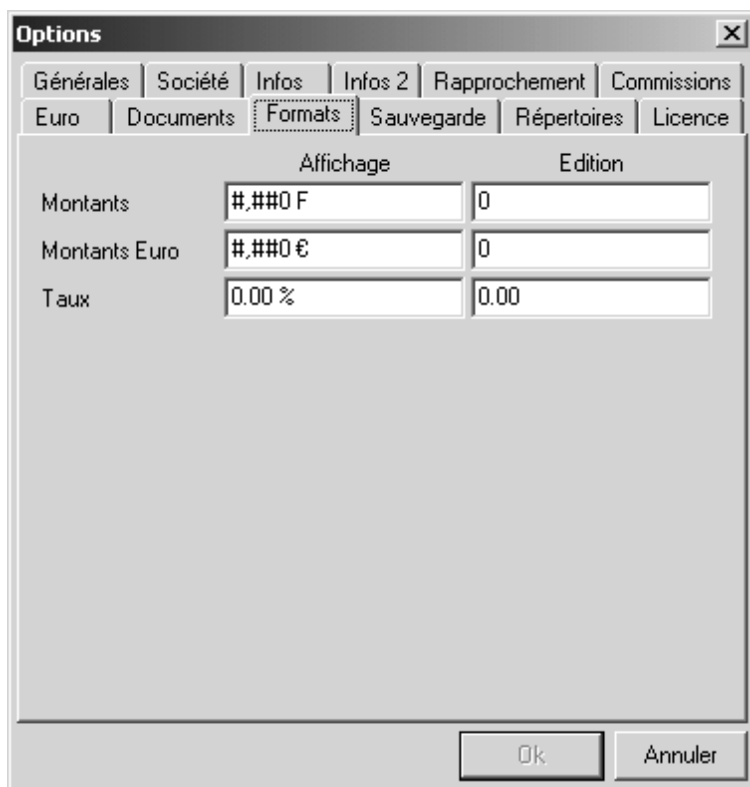 Options
Générales Société Infos Infos 2 Rapprochement Commissions
Euro Documents Formats Sauvegarde Répertoires Licence
Affichage Edition
Montants #,##0 F 0
Montants Euro #,##0 € 0
Taux 0.00 % 0.00
Ok Annuler